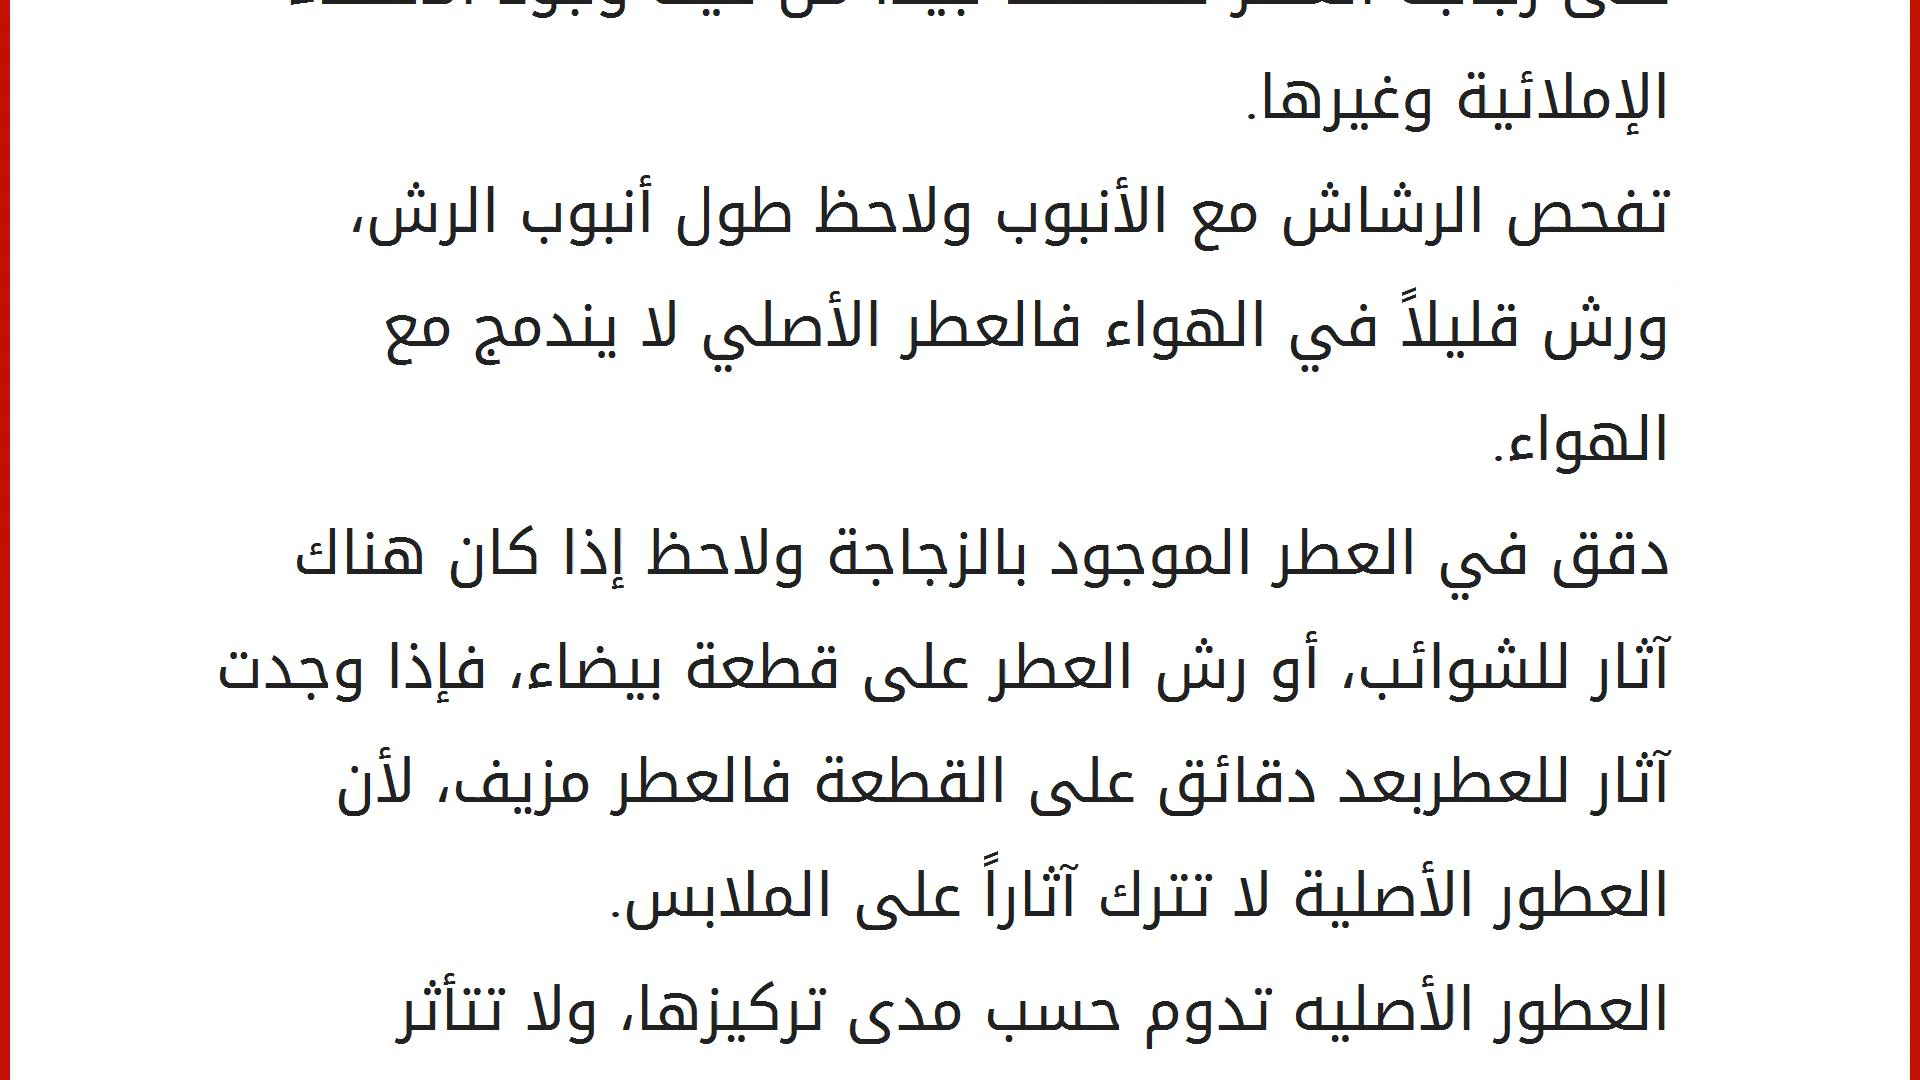 الإملائية وغيرها.
تفحص الرشاش مع الأنبوب ولاحظ طول أنبوب الرش،
ورش قليلاً في الهواء فالعطر الأصلي لا يندمج مع
الهواء.
دقق في العطر الموجود بالزجاجة ولاحظ إذا كان هناك
آثار للشوائب، أو رش العطر على قطعة بيضاء، فإذا وجدت
آثار للعطربعد دقائق على القطعة فالعطر مزيف، لأن
العطور الأصلية لا تترك آثاراً على الملابس.
العطور الأصليه تدوم حسب مدى تركيزها، ولا تتأثر